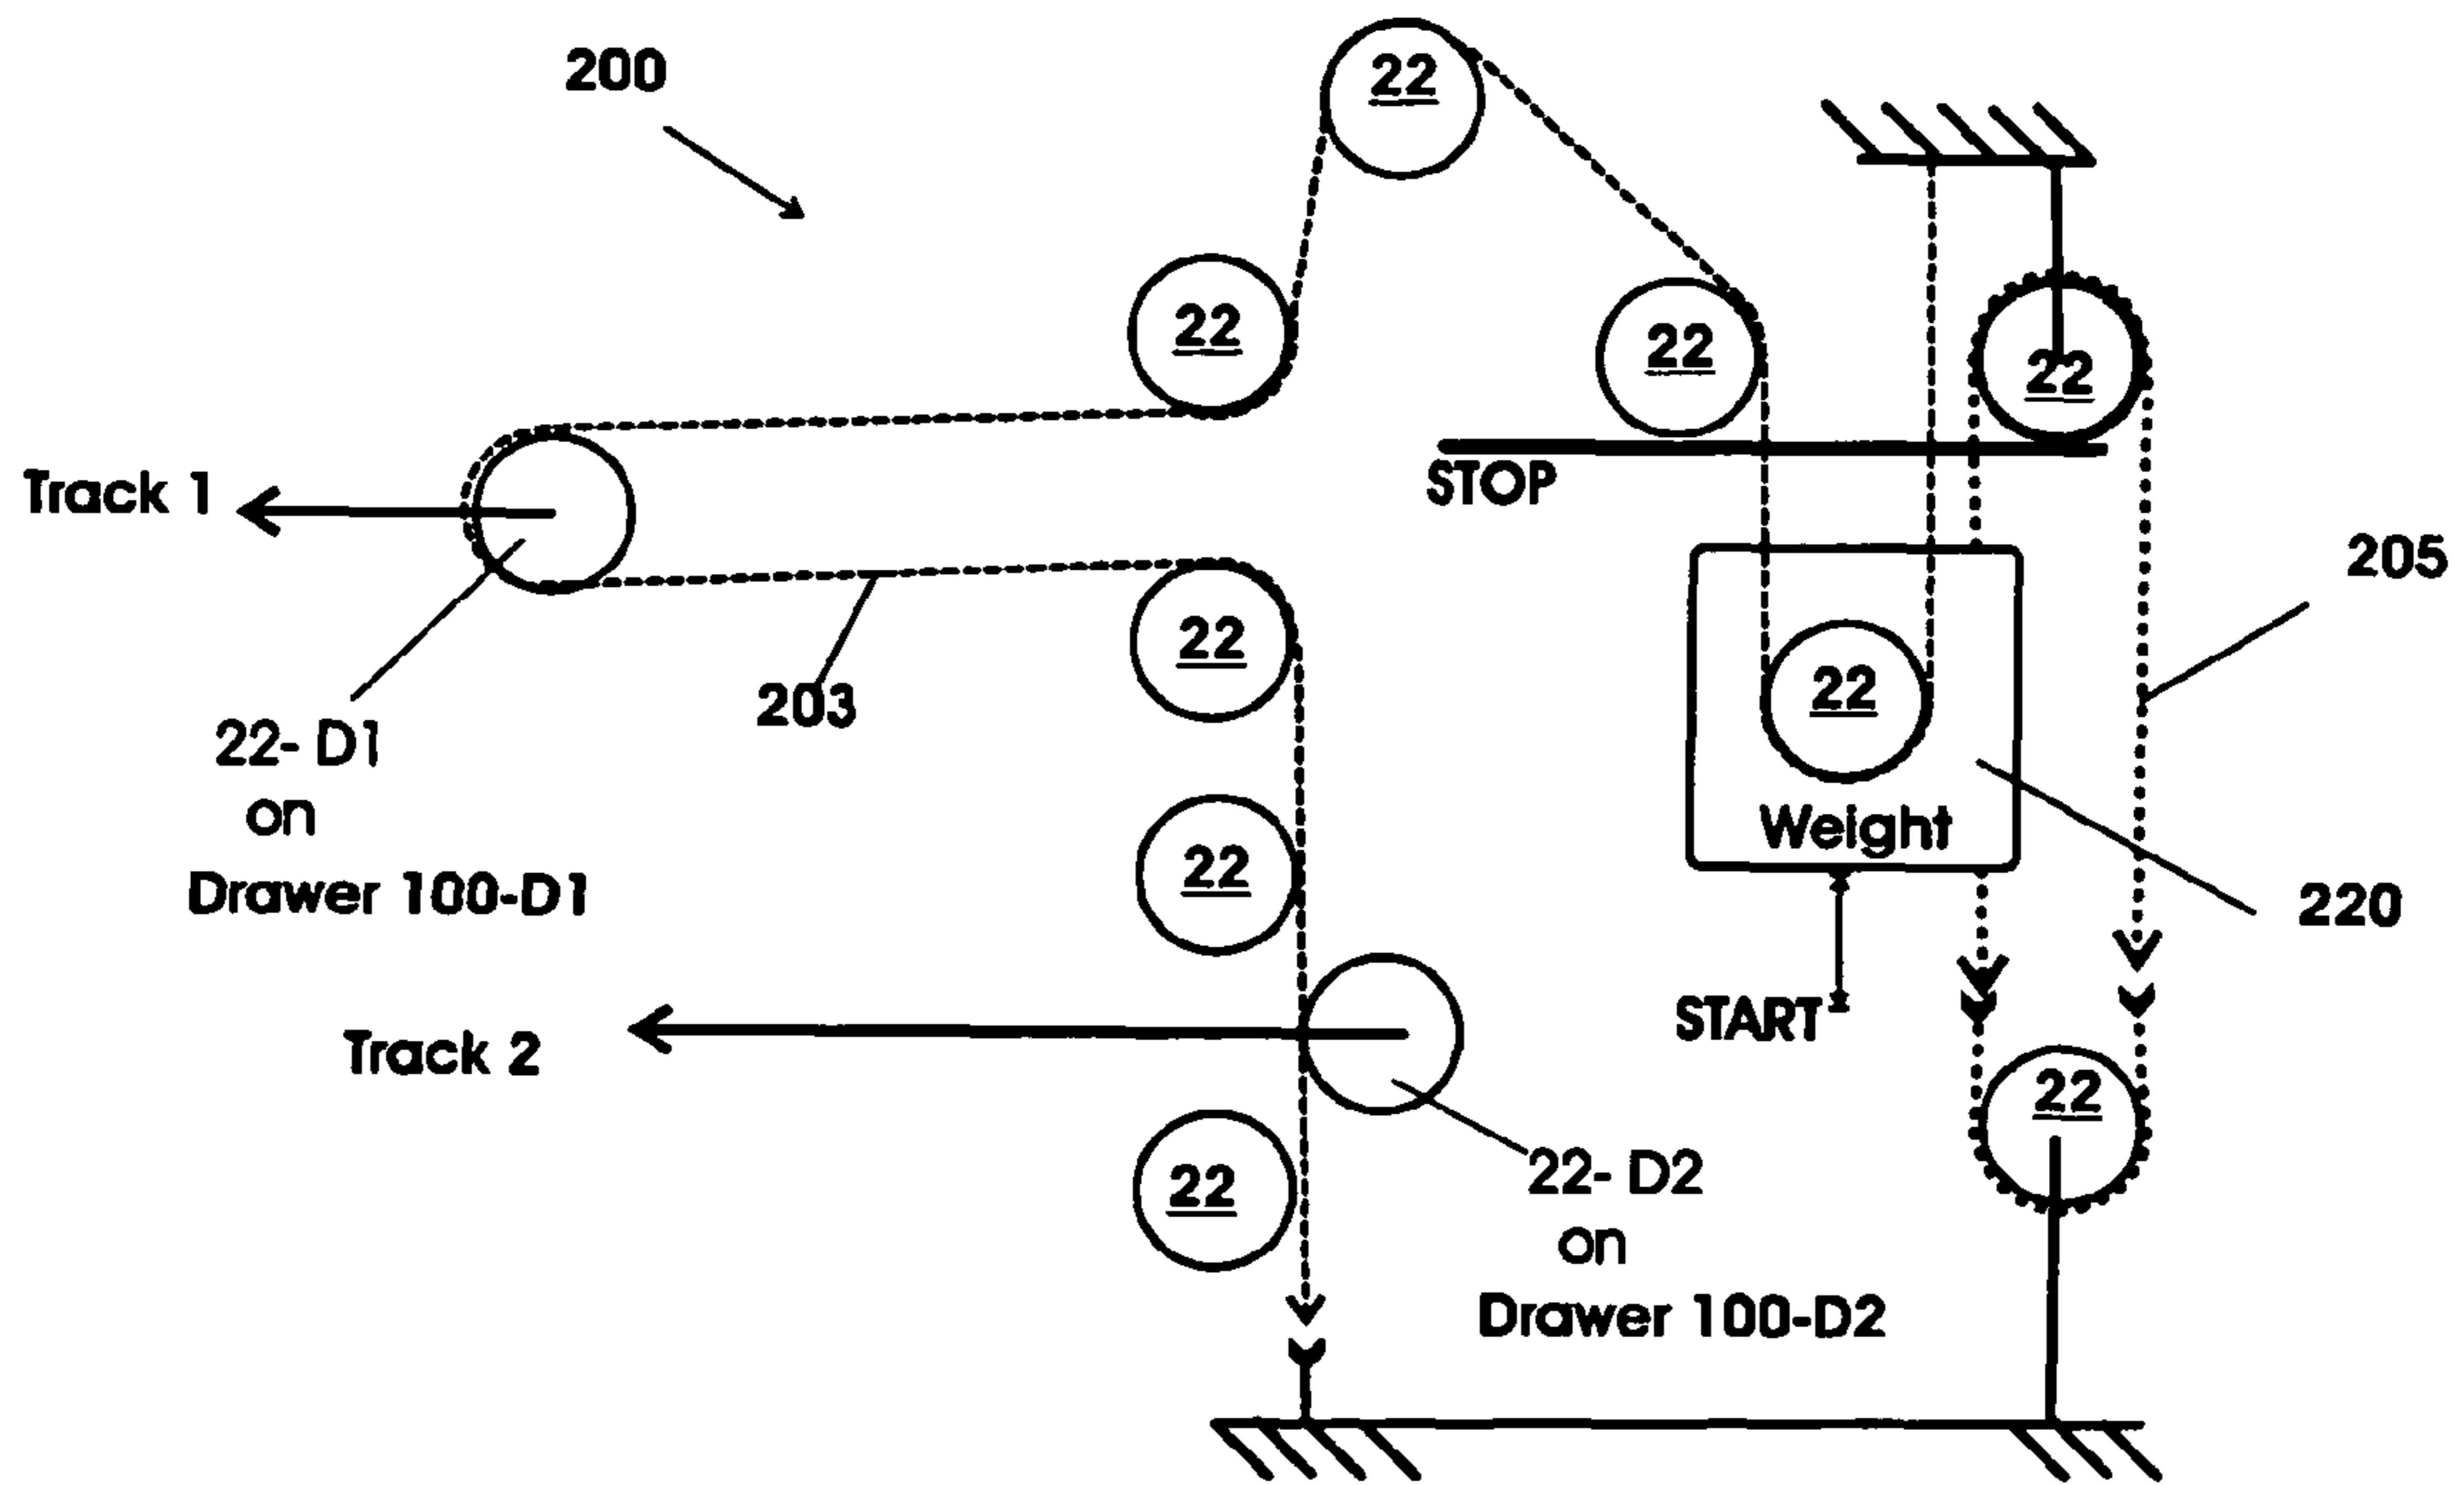 200
22
22
22
22
Track 1
STOP
205
22
203
22
22- D1
on
Drawer 100-D1
Weight
22
220
START
Track 2
22
22- D2
on
Drawer 100-D2
22